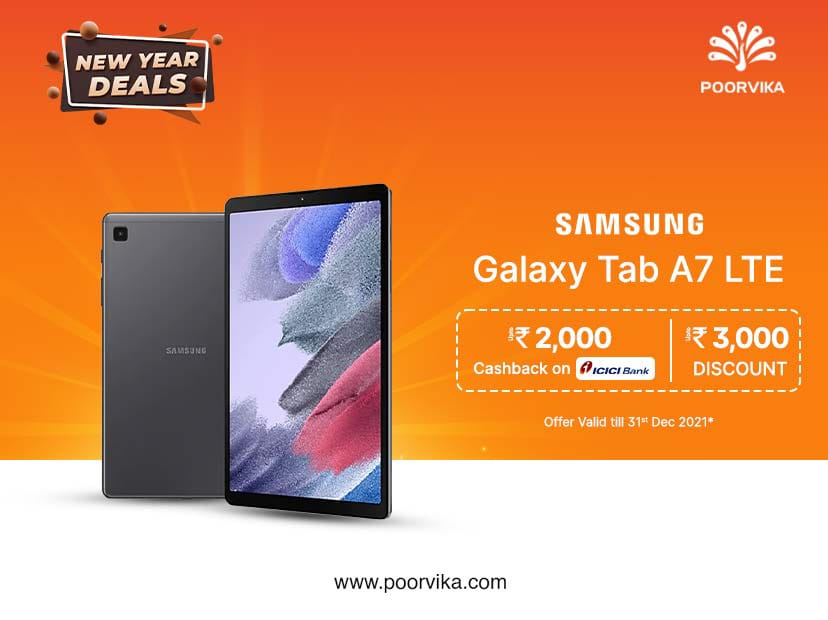 NEW YEAR
DEALS
POORVIKA
SAMSUNG
SAMSUNG
Galaxy Tab A7 LTE
Upto ₹ 2,000
Cashback on ICICI Bank
Upto ₹ 3,000
DISCOUNT
Offer Valid till 31st Dec 2021*
www.poorvika.com